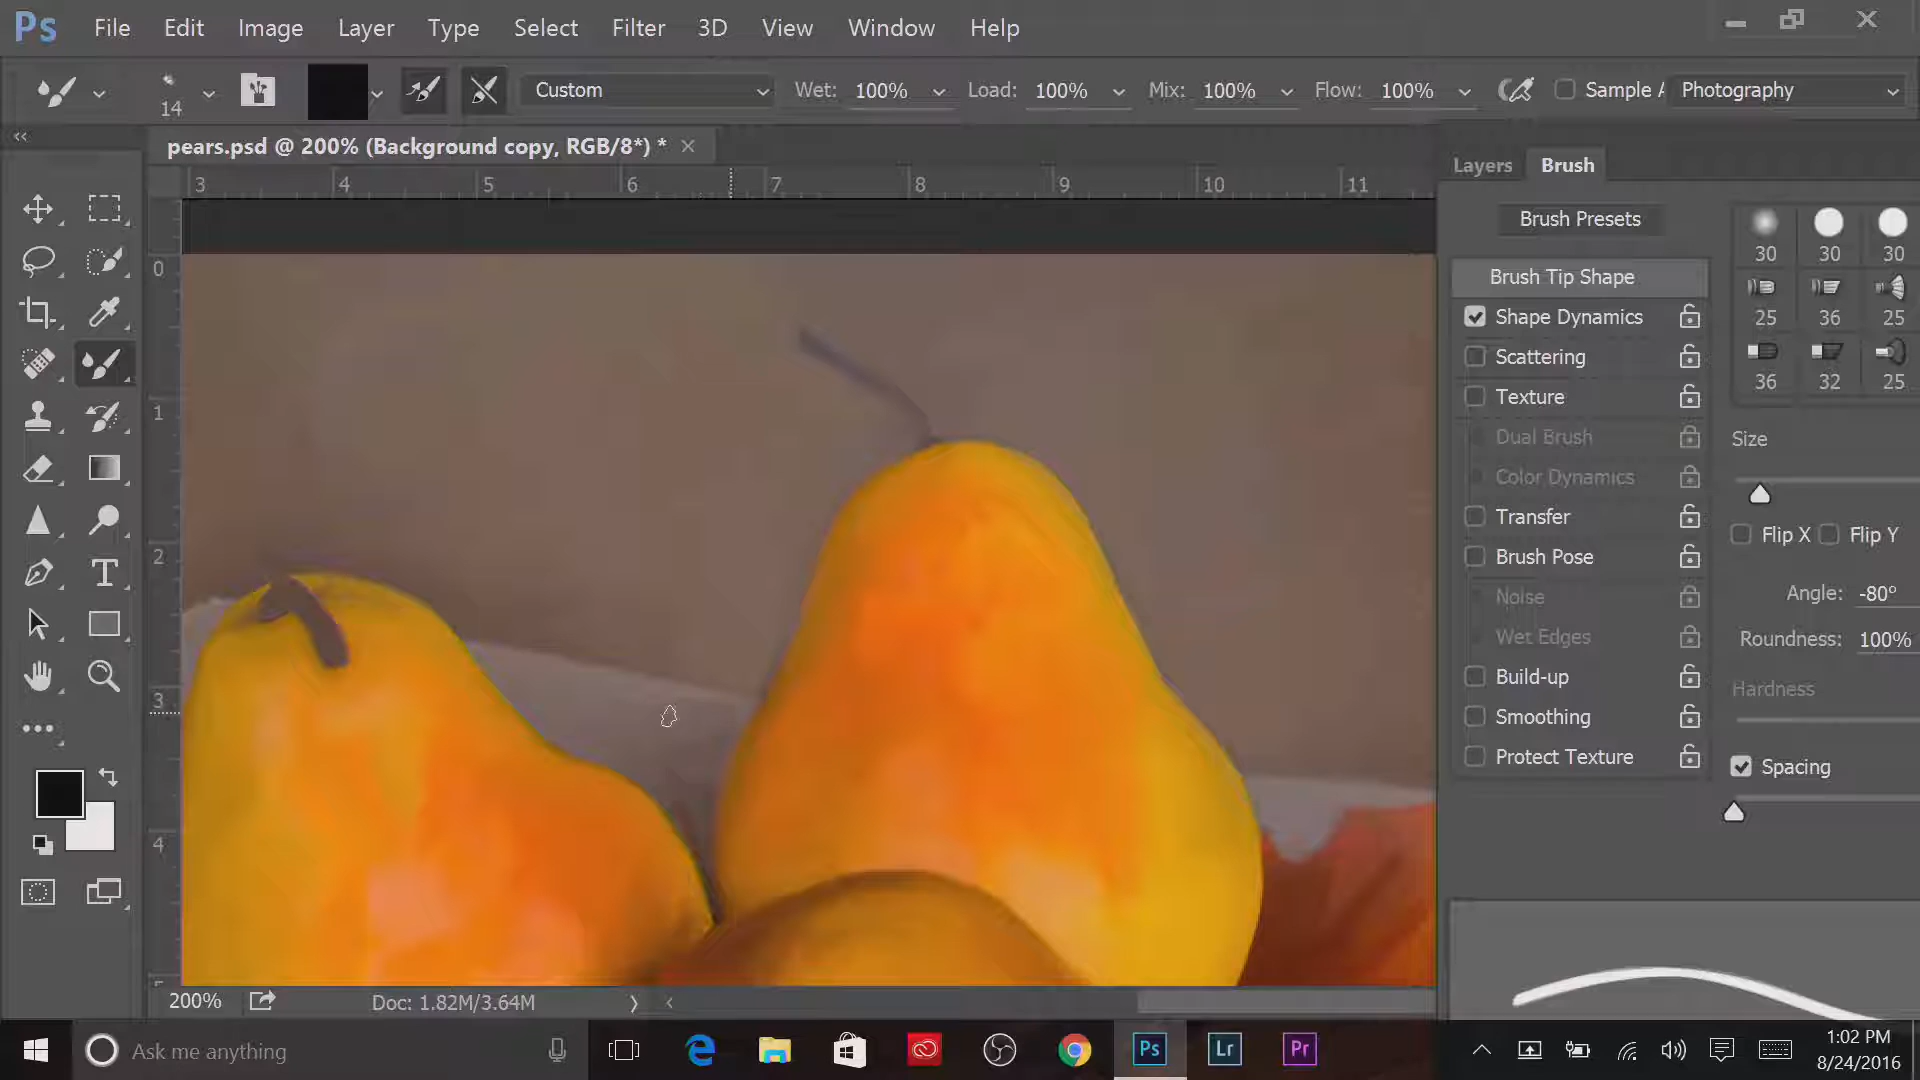 Ps File Edit Image Layer Type Select Filter 3D View Window Help
14 Custom Wet: 100% Load: 100% Mix: 100% Flow: 100% Sample A Photography
pears.psd @ 200% (Background copy, RGB/8*) *
3 4 5 6 7 8 9 10 11
0
1
2
3
4
Layers Brush
Brush Presets
Brush Tip Shape
Shape Dynamics
Scattering
Texture
Dual Brush
Color Dynamics
Transfer
Brush Pose
Noise
Wet Edges
Build-up
Smoothing
Protect Texture
30 30 30
25 36 25
36 32 25
Size
Flip X Flip Y
Angle: -80°
Roundness: 100%
Hardness
Spacing
200% Doc: 1.82M/3.64M
Ask me anything
Ps Lr Pr
1:02 PM
8/24/2016